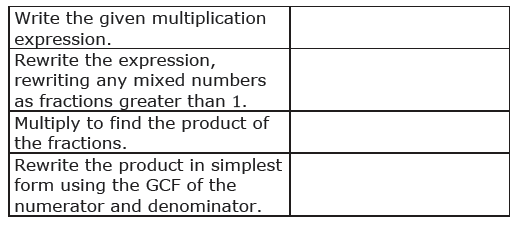 Write the given multiplication
expression.
Rewrite the expression,
rewriting any mixed numbers
as fractions greater than 1.
Multiply to find the product of
the fractions.
Rewrite the product in simplest
form using the GCF of the
numerator and denominator.